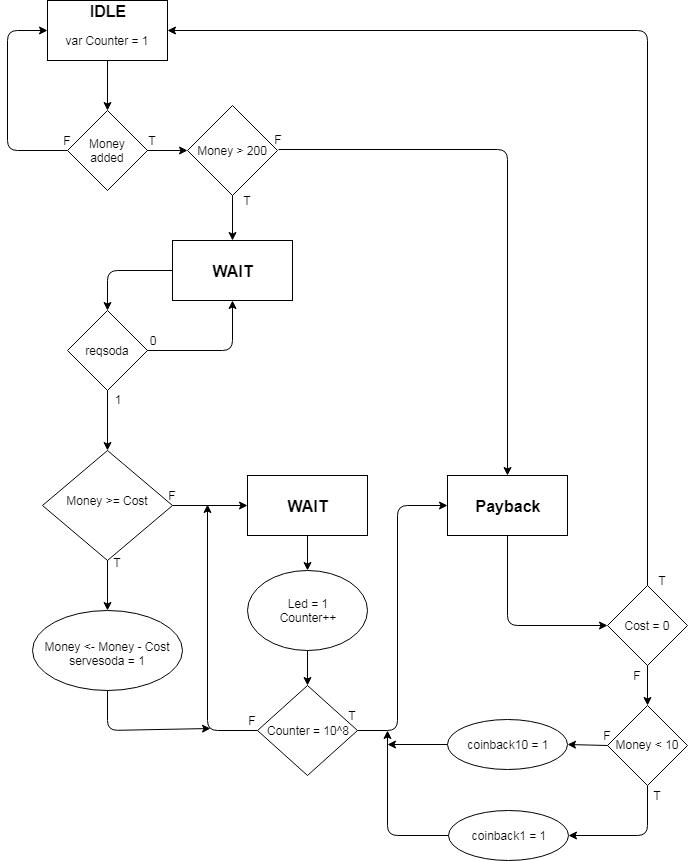 IDLE
var Counter = 1
Money
added
F
T
Money > 200
F
T
WAIT
reqsoda
0
1
Money >= Cost
F
T
WAIT
Payback
Led = 1
Counter++
Money <- Money - Cost
servesoda = 1
Counter = 10^8
F
T
Cost = 0
T
F
Money < 10
F
T
coinback10 = 1
coinback1 = 1